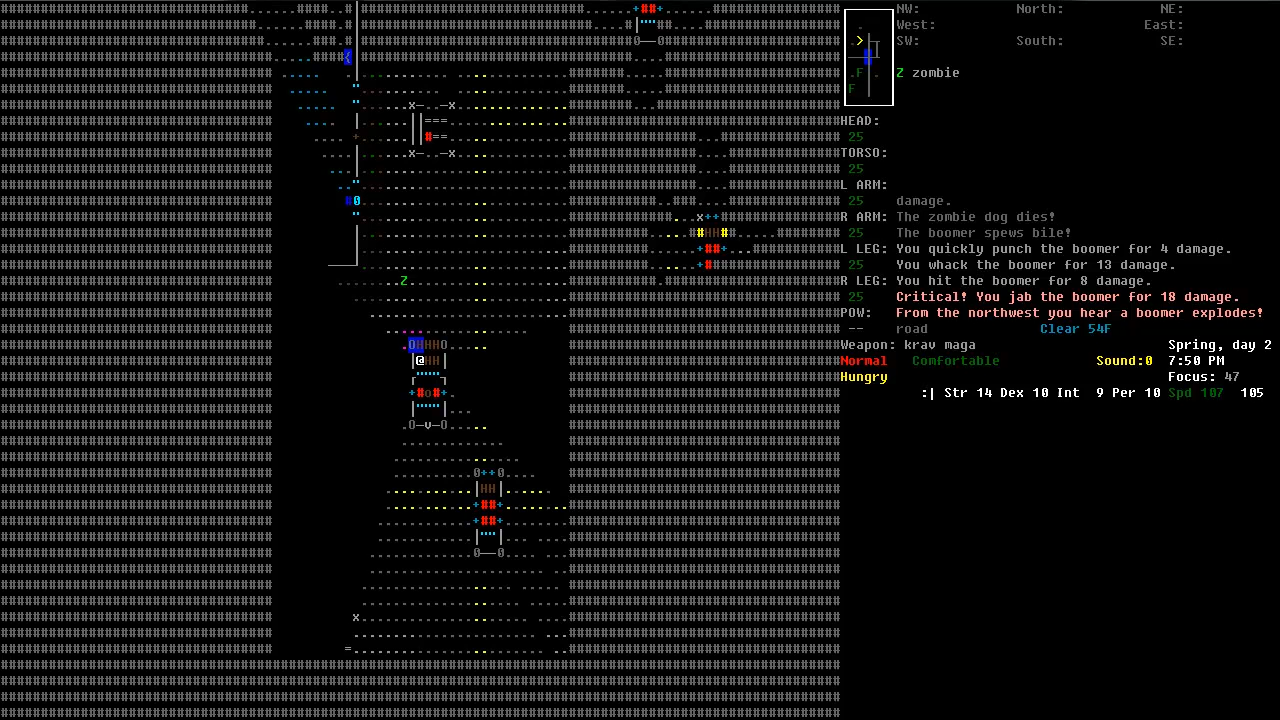 NW: North: NE:
West: East:
SW: South: SE:
Z zombie
HEAD:
25
TORSO:
25
L ARM:
25 damage.
R ARM: The zombie dog dies!
25 The boomer spews bile!
L LEG: You quickly punch the boomer for 4 damage.
25 You whack the boomer for 13 damage.
R LEG: You hit the boomer for 8 damage.
25 Critical! You jab the boomer for 18 damage.
POW: From the northwest you hear a boomer explodes!
-- road Clear 54F
Weapon: krav maga Spring, day 2
Normal Comfortable Sound:0 7:50 PM
Hungry Focus: 47
:| Str 14 Dex 10 Int 9 Per 10 Spd 107 105